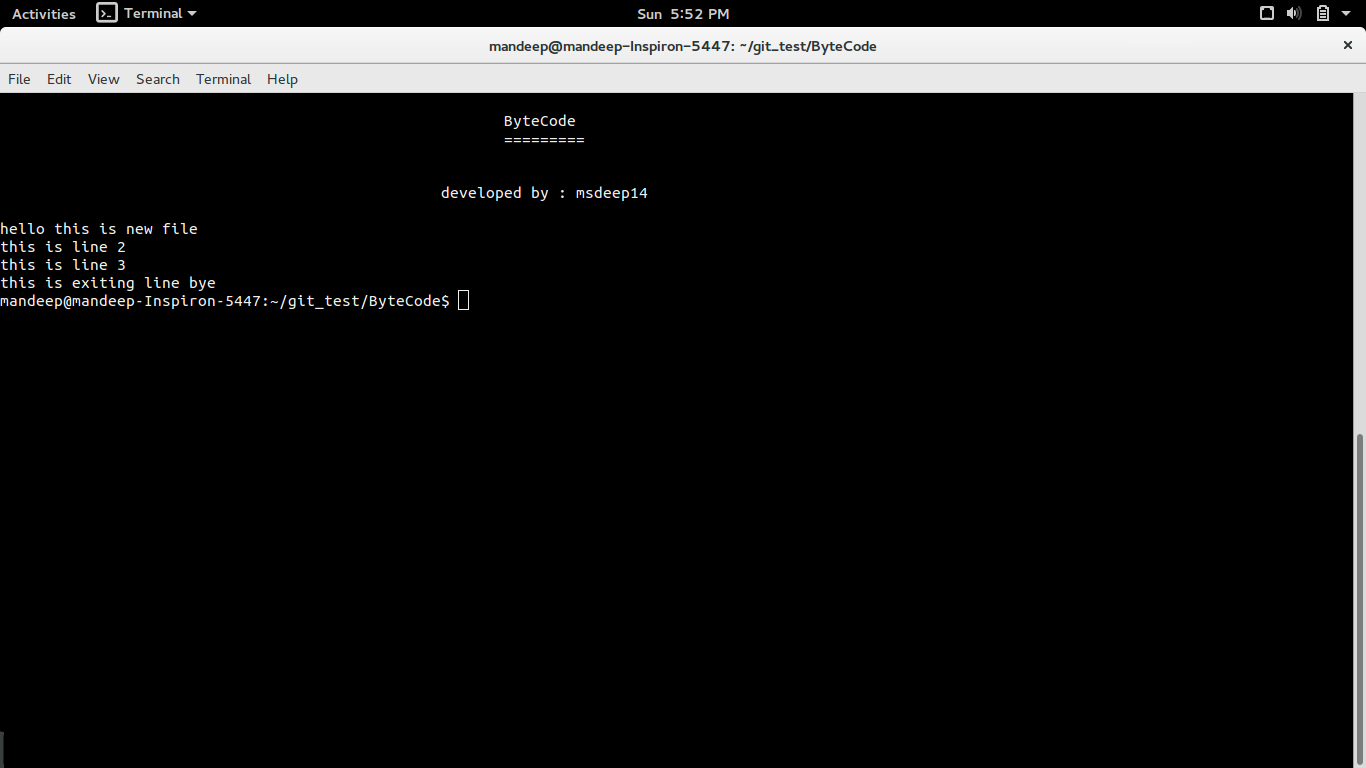 Activities Terminal Sun 5:52 PM
mandeep@mandeep-Inspiron-5447: ~/git_test/ByteCode ×
File Edit View Search Terminal Help
ByteCode
=========
developed by : msdeep14
hello this is new file
this is line 2
this is line 3
this is exiting line bye
mandeep@mandeep-Inspiron-5447:~/git_test/ByteCode$